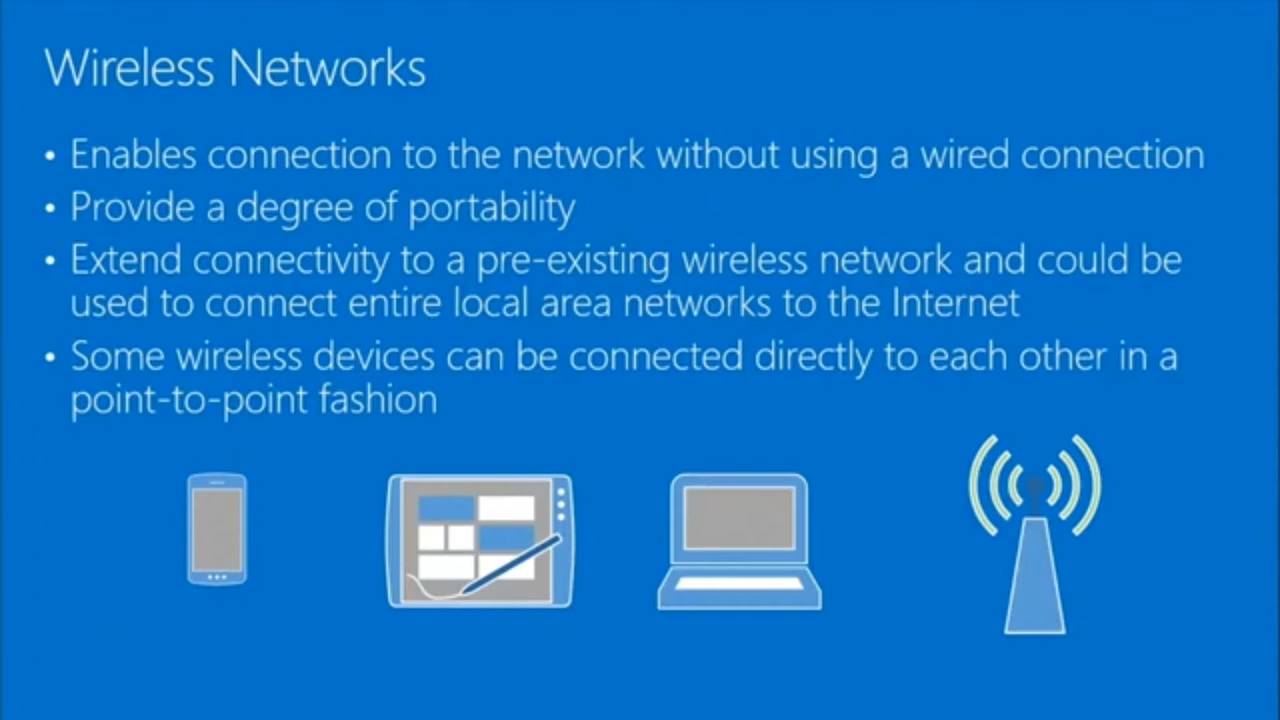 Wireless Networks
• Enables connection to the network without using a wired connection
• Provide a degree of portability
• Extend connectivity to a pre-existing wireless network and could be
used to connect entire local area networks to the Internet
• Some wireless devices can be connected directly to each other in a
point-to-point fashion